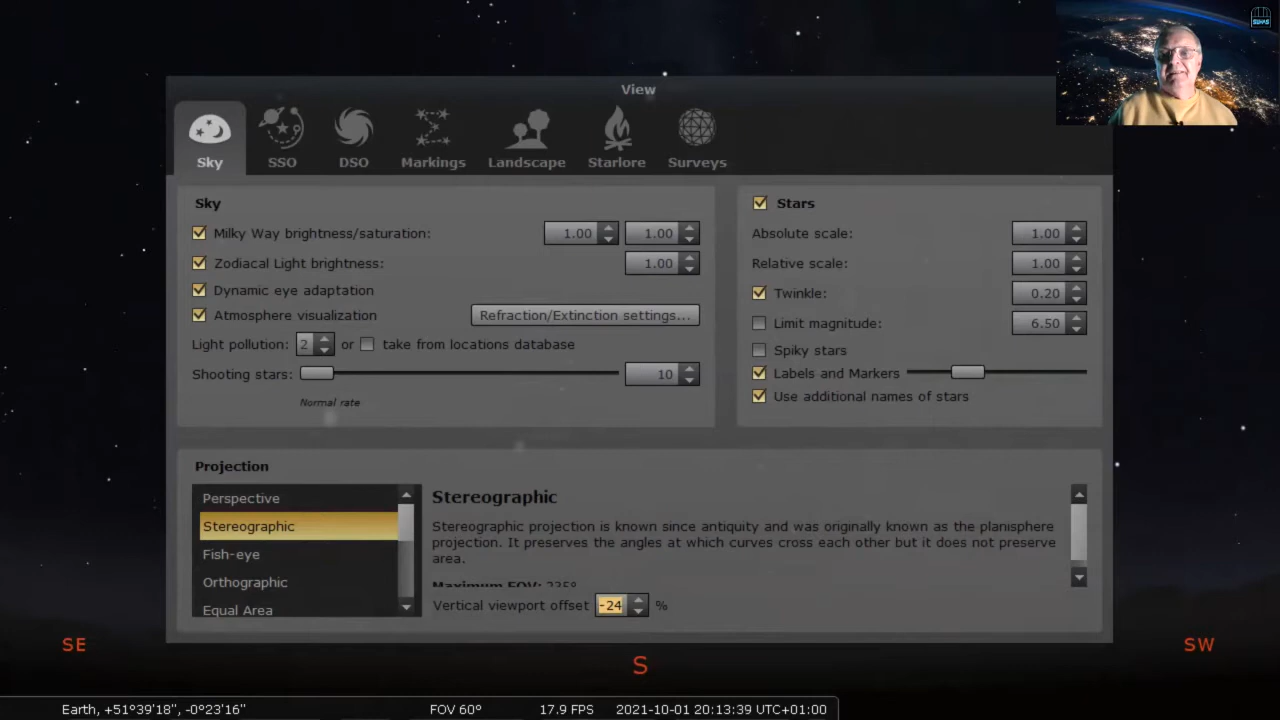 View
Sky
SSO
DSO
Markings
Landscape
Starlore
Surveys
Sky
Milky Way brightness/saturation: 1.00 1.00
Zodiacal Light brightness: 1.00
Dynamic eye adaptation
Atmosphere visualization Refraction/Extinction settings...
Light pollution: 2 or take from locations database
Shooting stars: 10
Normal rate
Stars
Absolute scale: 1.00
Relative scale: 1.00
Twinkle: 0.20
Limit magnitude: 6.50
Spiky stars
Labels and Markers
Use additional names of stars
Projection
Perspective
Stereographic
Fish-eye
Orthographic
Equal Area
Stereographic
Stereographic projection is known since antiquity and was originally known as the planisphere
projection. It preserves the angles at which curves cross each other but it does not preserve
area.
Maximum FOV: 235°
Vertical viewport offset -24 %
SE
S
SW
Earth, +51°39'18", -0°23'16" FOV 60° 17.9 FPS 2021-10-01 20:13:39 UTC+01:00